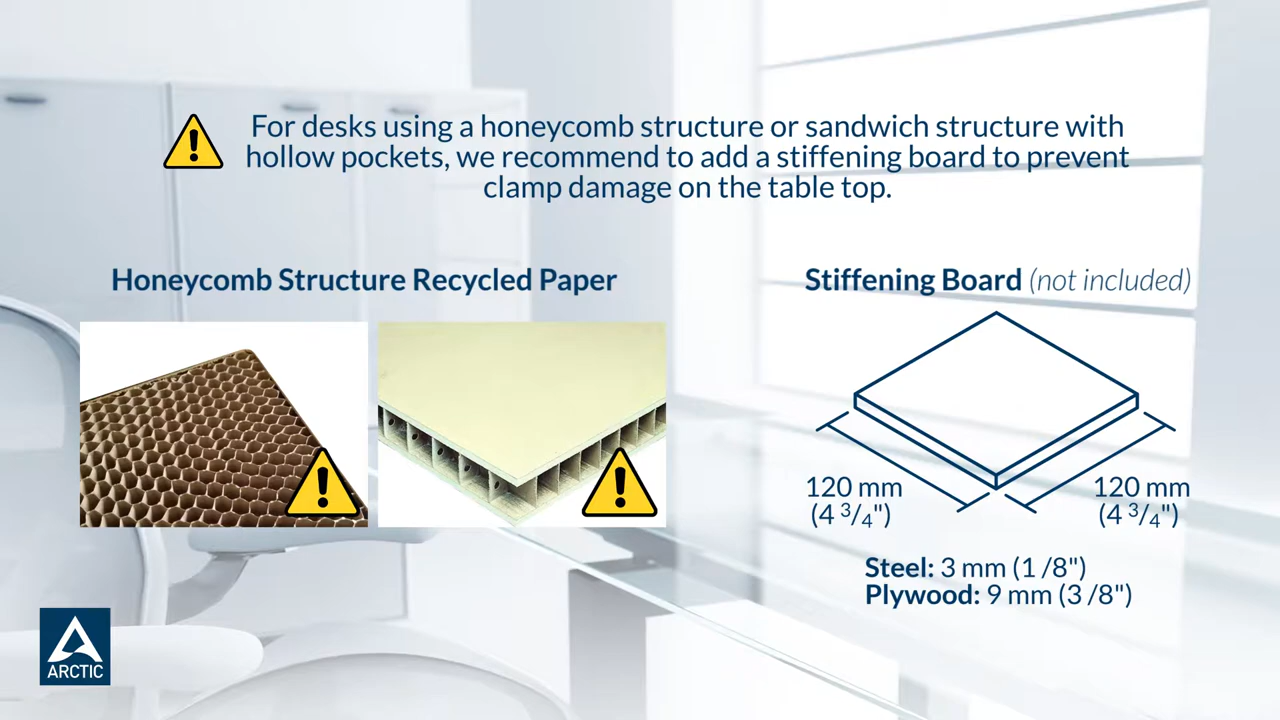 For desks using a honeycomb structure or sandwich structure with
hollow pockets, we recommend to add a stiffening board to prevent
clamp damage on the table top.
Honeycomb Structure Recycled Paper
Stiffening Board (not included)
120 mm
(4 3/4")
120 mm
(4 3/4")
Steel: 3 mm (1 /8")
Plywood: 9 mm (3 /8")
ARCTIC